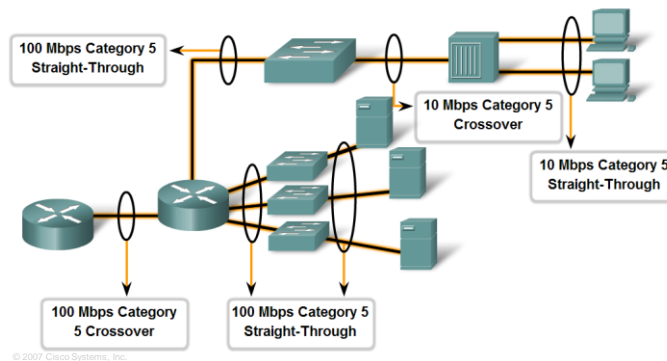 100 Mbps Category 5
Straight-Through
10 Mbps Category 5
Crossover
10 Mbps Category 5
Straight-Through
100 Mbps Category
5 Crossover
100 Mbps Category 5
Straight-Through
© 2007 Cisco Systems, Inc.